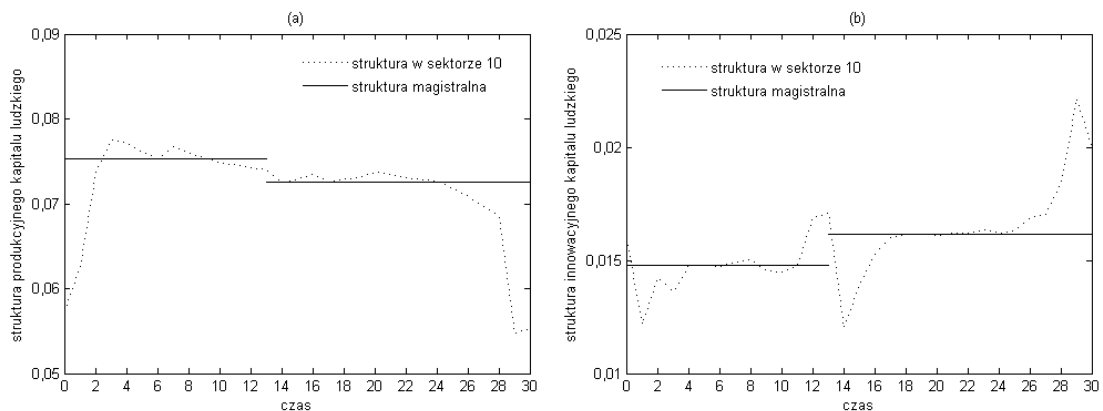 (a)
struktura produkcyjnego kapitału ludzkiego
0,09
0,08
0,07
0,06
0,05
struktura w sektorze 10
struktura magistralna
0 2 4 6 8 10 12 14 16 18 20 22 24 26 28 30
czas
(b)
struktura innowacyjnego kapitału ludzkiego
0,025
0,02
0,015
0,01
struktura w sektorze 10
struktura magistralna
0 2 4 6 8 10 12 14 16 18 20 22 24 26 28 30
czas